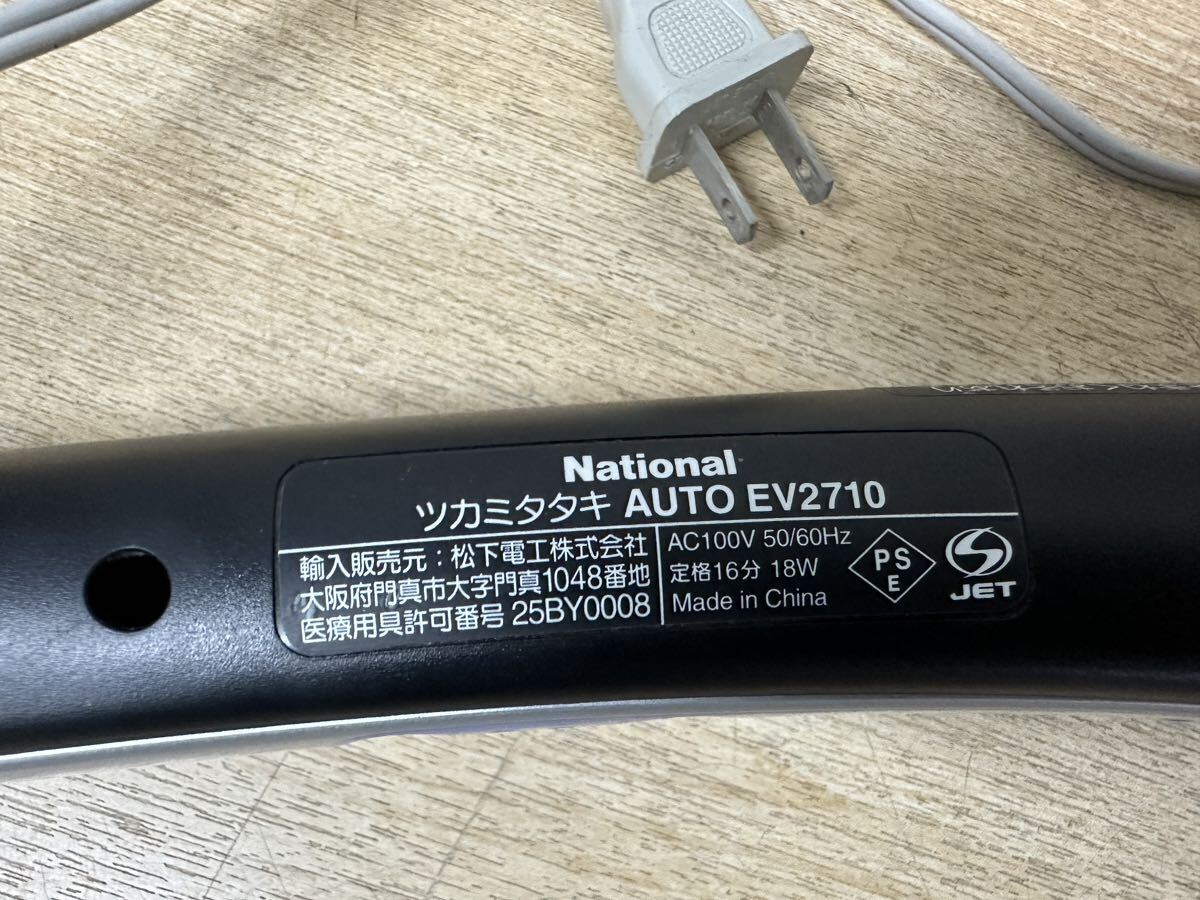 National
ツカミタタキ AUTO EV2710
輸入販売元：松下電工株式会社
大阪府門真市大字門真1048番地
医療用具許可番号 25BY0008
AC100V 50/60Hz
定格16分 18W
Made in China
PS
E
JET